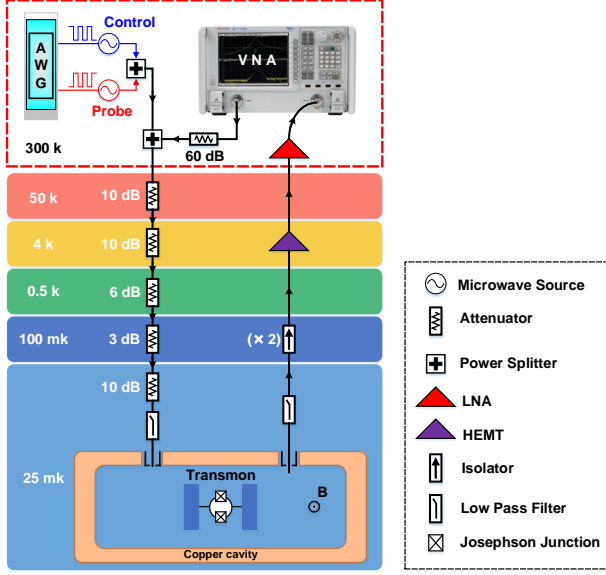 Control
A
W
G
V N A
Probe
300 k
60 dB
50 k
10 dB
4 k
10 dB
0.5 k
6 dB
100 mk
3 dB
(× 2)
10 dB
25 mk
Transmon
B
Copper cavity
Microwave Source
Attenuator
Power Splitter
LNA
HEMT
Isolator
Low Pass Filter
Josephson Junction